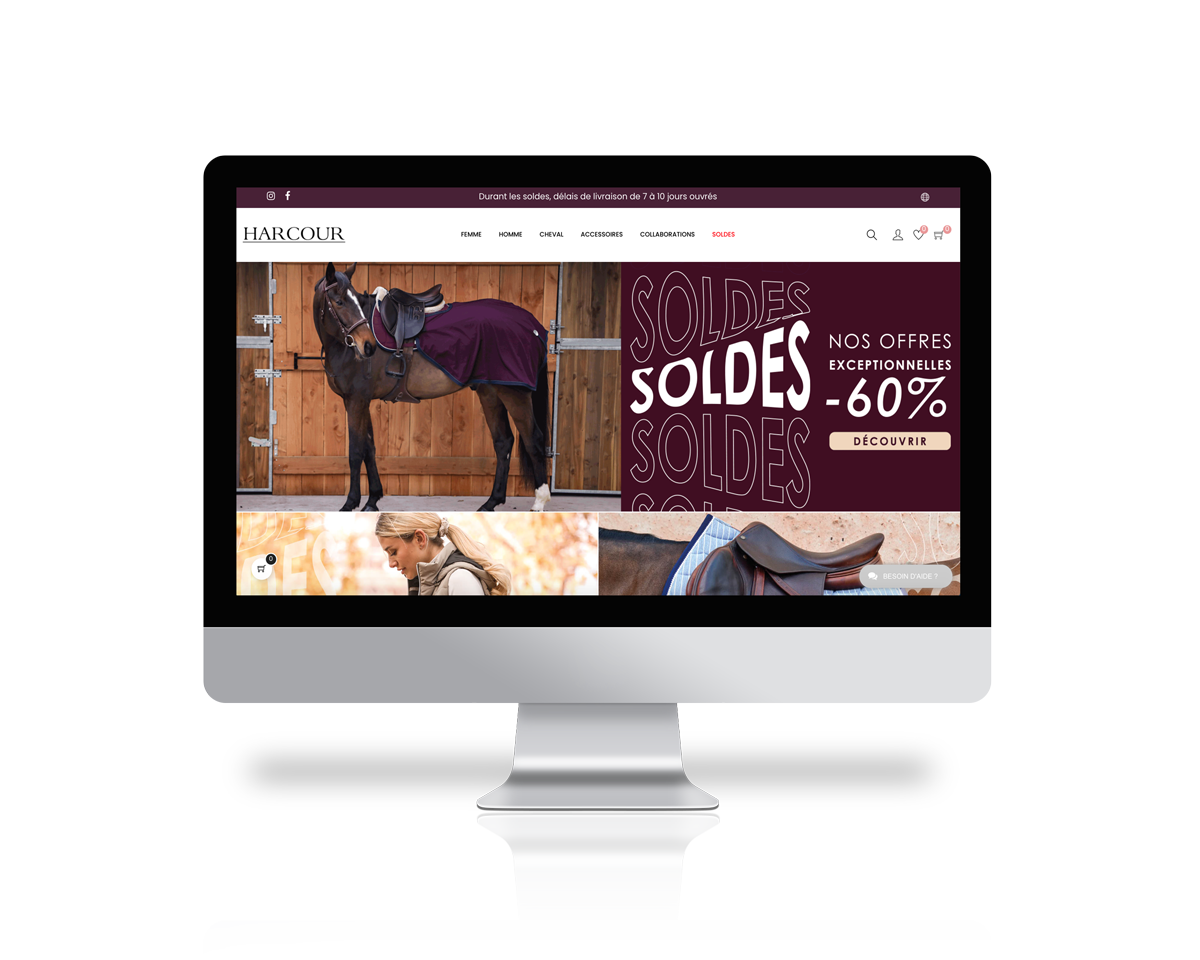 Durant les soldes, délais de livraison de 7 à 10 jours ouvrés
HARCOUR
FEMME HOMME CHEVAL ACCESSOIRES COLLABORATIONS SOLDES
0 0
SOLDES
SOLDES
SOLDES
SOLDES
NOS OFFRES
EXCEPTIONNELLES
-60%
DÉCOUVRIR
0
BESOIN D'AIDE ?